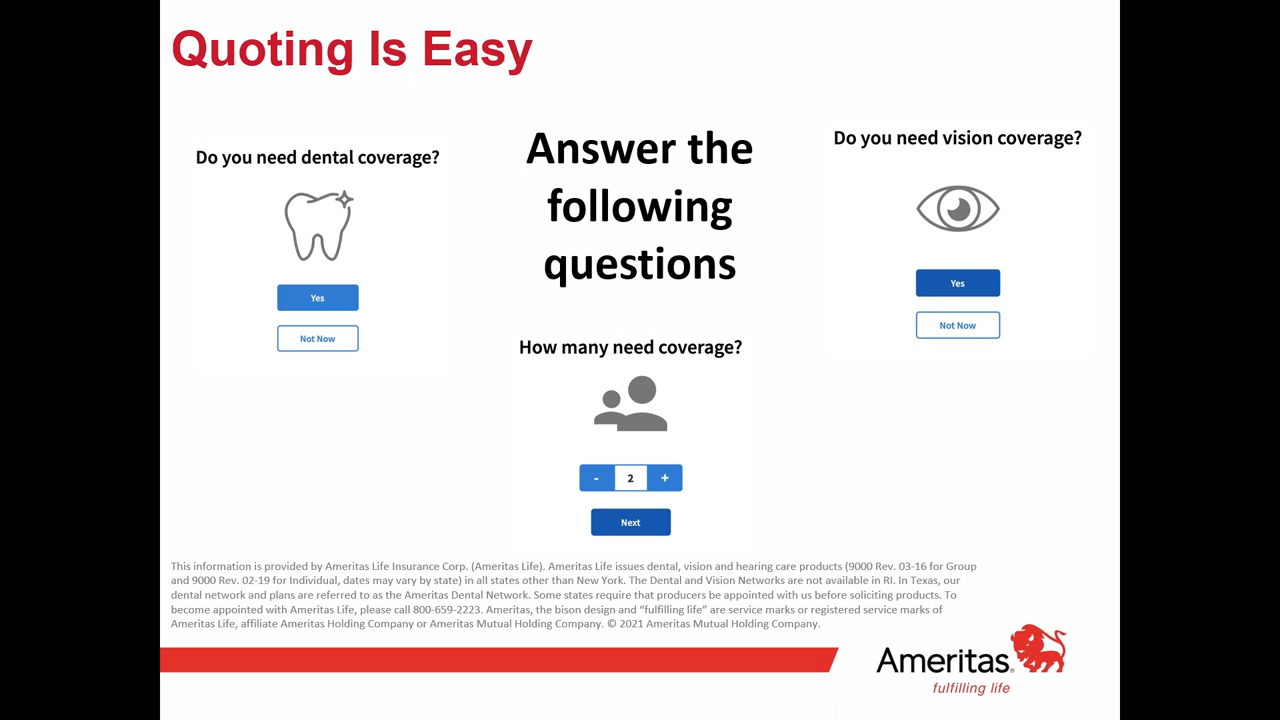 Quoting Is Easy
Do you need dental coverage?
Yes
Not Now
Answer the
following
questions
How many need coverage?
- 2 +
Next
Do you need vision coverage?
Yes
Not Now
This information is provided by Ameritas Life Insurance Corp. (Ameritas Life). Ameritas Life issues dental, vision and hearing care products (9000 Rev. 03-16 for Group
and 9000 Rev. 02-19 for Individual, dates may vary by state) in all states other than New York. The Dental and Vision Networks are not available in RI. In Texas, our
dental network and plans are referred to as the Ameritas Dental Network. Some states require that producers be appointed with us before soliciting products. To
become appointed with Ameritas Life, please call 800-659-2223. Ameritas, the bison design and “fulfilling life” are service marks or registered service marks of
Ameritas Life, affiliate Ameritas Holding Company or Ameritas Mutual Holding Company. © 2021 Ameritas Mutual Holding Company.
Ameritas®
fulfilling life